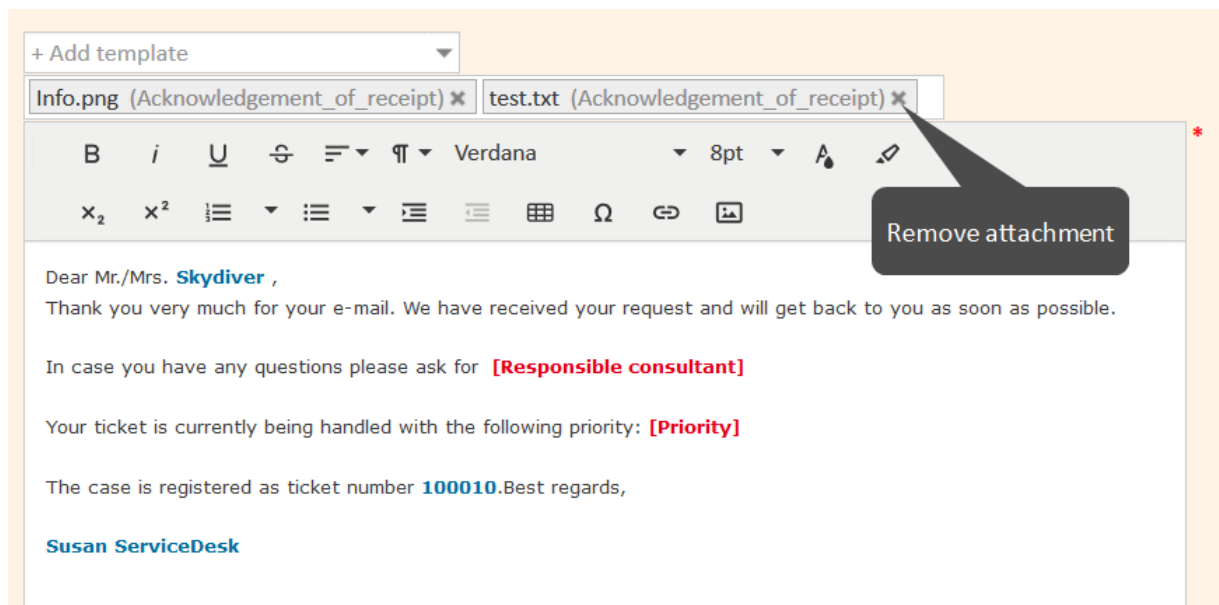 + Add template
Info.png (Acknowledgement_of_receipt) ✖ test.txt (Acknowledgement_of_receipt) ✖
*
B i U S ¶ Verdana 8pt A
x₂ x² Ω
Remove attachment
Dear Mr./Mrs. Skydiver ,
Thank you very much for your e-mail. We have received your request and will get back to you as soon as possible.
In case you have any questions please ask for [Responsible consultant]
Your ticket is currently being handled with the following priority: [Priority]
The case is registered as ticket number 100010.Best regards,
Susan ServiceDesk